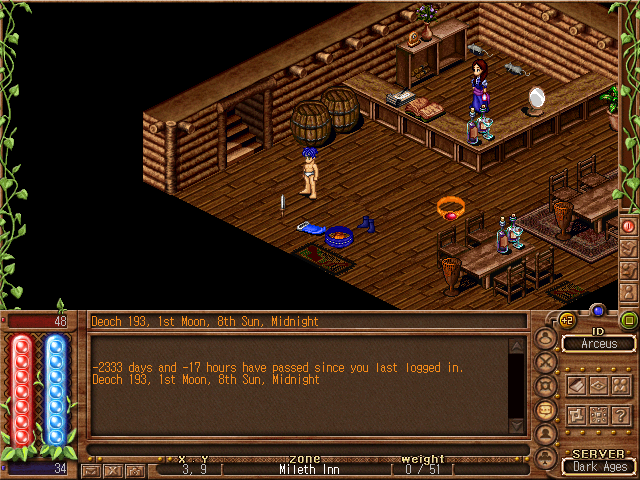 48
Deoch 193, 1st Moon, 8th Sun, Midnight
-2333 days and -17 hours have passed since you last logged in.
Deoch 193, 1st Moon, 8th Sun, Midnight
+2
ID
Arceus
?
X Y ZONE weight
3, 9 [ Mileth Inn [ 0 / 51 [
34
SERVER
Dark Ages